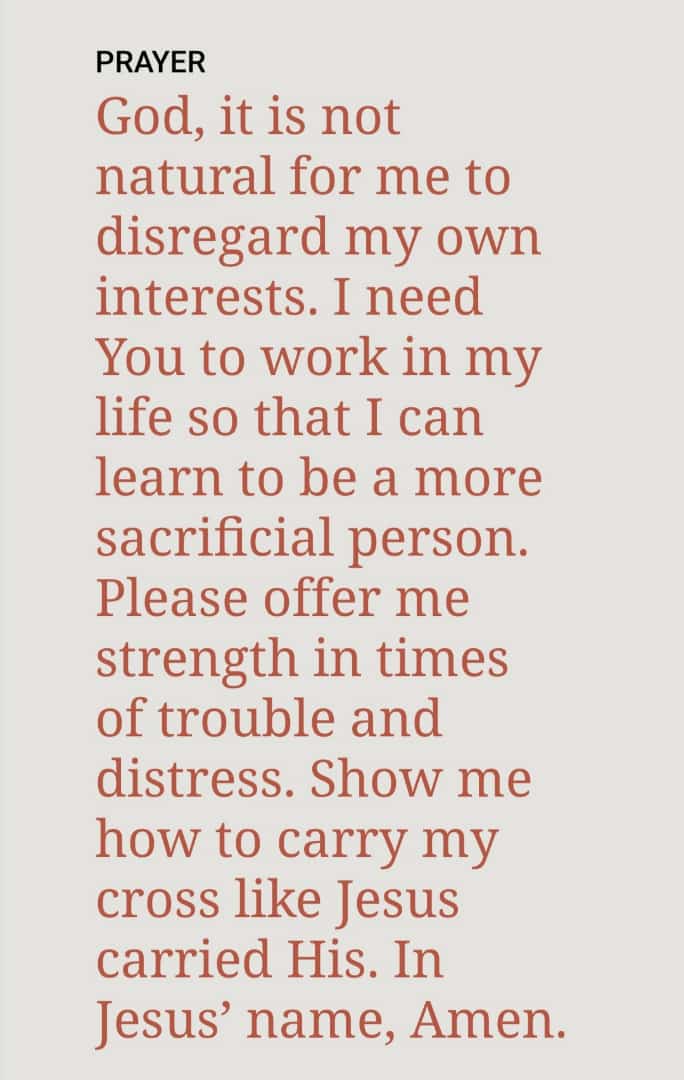 PRAYER
God, it is not
natural for me to
disregard my own
interests. I need
You to work in my
life so that I can
learn to be a more
sacrificial person.
Please offer me
strength in times
of trouble and
distress. Show me
how to carry my
cross like Jesus
carried His. In
Jesus’ name, Amen.